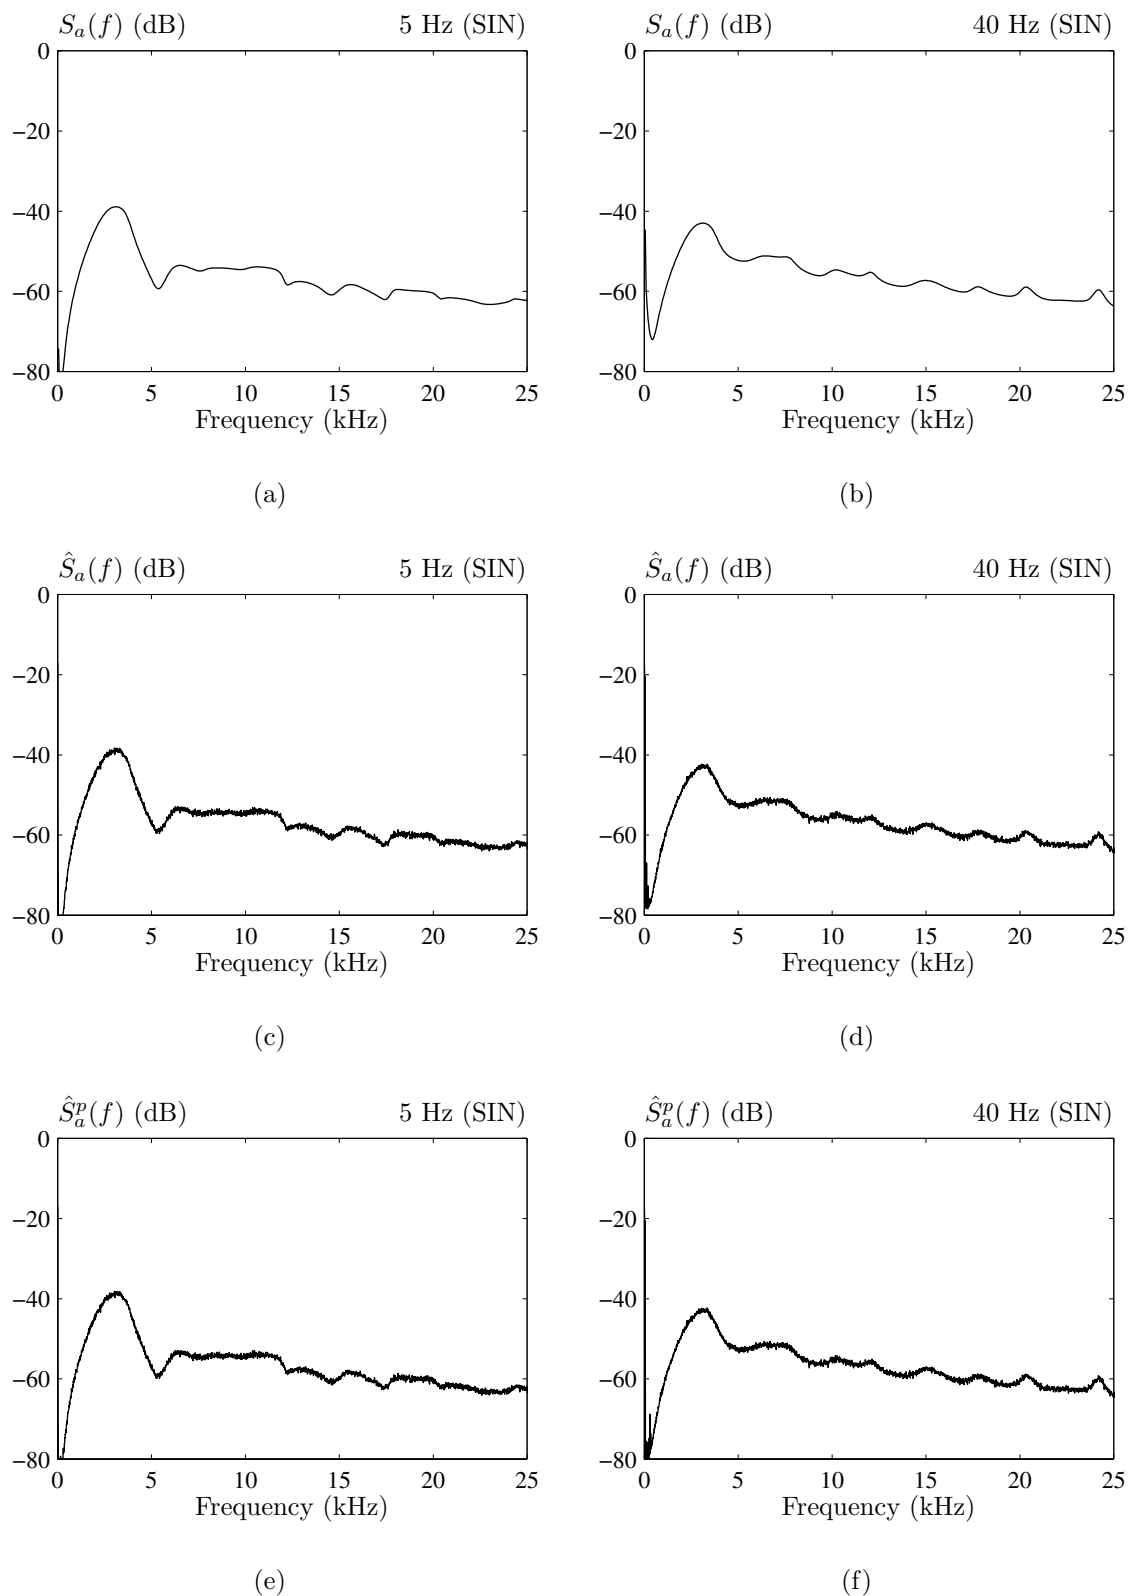 S_a(f) (dB) 5 Hz (SIN)
0
−20
−40
−60
−80
0 5 10 15 20 25
Frequency (kHz)
(a)
S_a(f) (dB) 40 Hz (SIN)
0
−20
−40
−60
−80
0 5 10 15 20 25
Frequency (kHz)
(b)
Ŝ_a(f) (dB) 5 Hz (SIN)
0
−20
−40
−60
−80
0 5 10 15 20 25
Frequency (kHz)
(c)
Ŝ_a(f) (dB) 40 Hz (SIN)
0
−20
−40
−60
−80
0 5 10 15 20 25
Frequency (kHz)
(d)
Ŝ_a^p(f) (dB) 5 Hz (SIN)
0
−20
−40
−60
−80
0 5 10 15 20 25
Frequency (kHz)
(e)
Ŝ_a^p(f) (dB) 40 Hz (SIN)
0
−20
−40
−60
−80
0 5 10 15 20 25
Frequency (kHz)
(f)